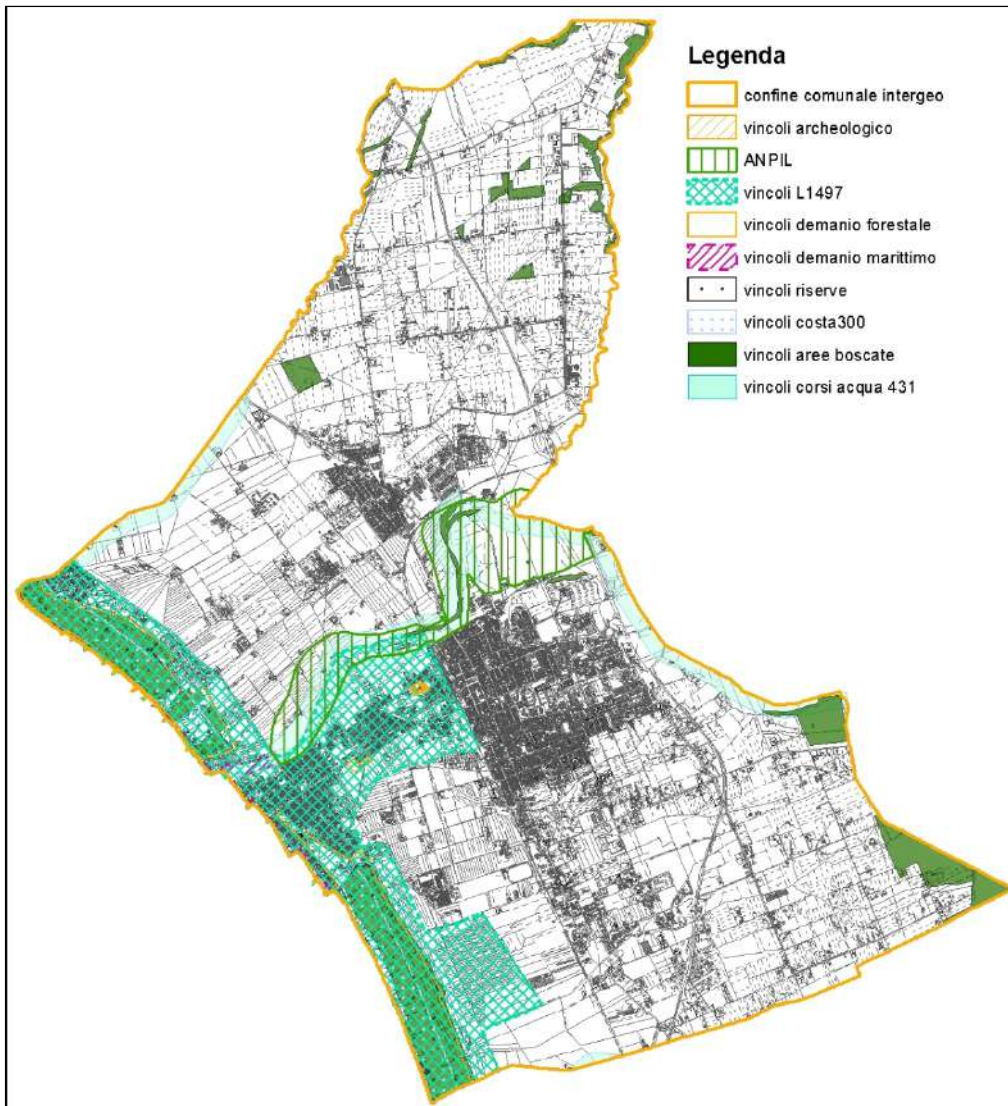 Legenda
confine comunale intergeo
vincoli archeologico
ANPIL
vincoli L1497
vincoli demanio forestale
vincoli demanio marittimo
vincoli riserve
vincoli costa300
vincoli aree boscate
vincoli corsi acqua 431